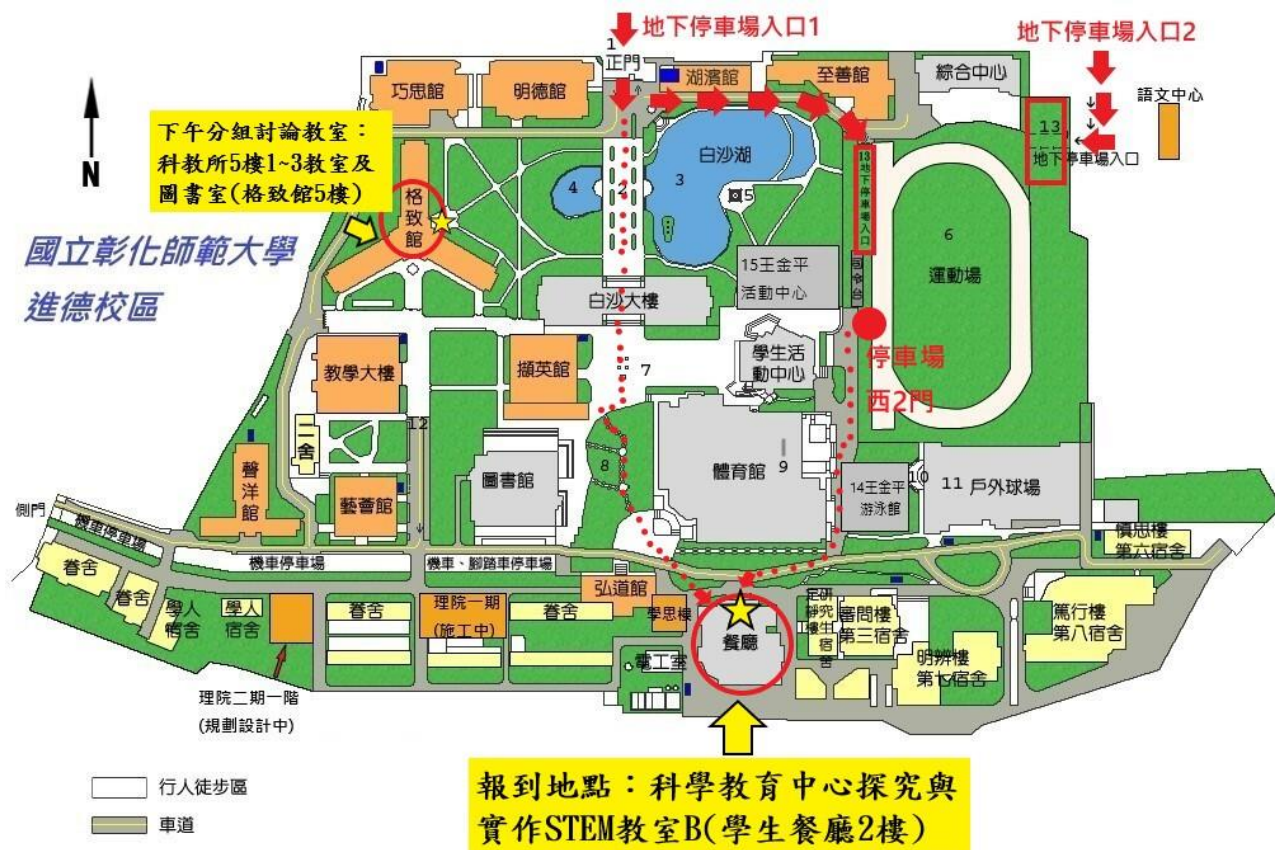 地下停車場入口1
地下停車場入口2
1
正門
巧思館
明德館
湖濱館
至善館
綜合中心
語文中心
13
地下停車場入口
下午分組討論教室：
科教所5樓1~3教室及
圖書室(格致館5樓)
N
格致館
4
2
3
白沙湖
5
13地下停車場入口
6
運動場
國立彰化師範大學
進德校區
15王金平
活動中心
司令台
白沙大樓
停車場
西2門
學生活
動中心
7
教學大樓
擷英館
12
二舍
聲洋館
藝薈館
圖書館
8
體育館
9
14王金平
游泳館
10
11
戶外球場
側門
機車停車場
機車停車場
機車、腳踏車停車場
慎思樓
第六宿舍
眷舍
眷舍
學人
宿舍
學人
宿舍
眷舍
理院一期
(施工中)
眷舍
弘道館
學思樓
餐廳
研究生宿舍
定靜樓
審問樓
第三宿舍
明辨樓
第七宿舍
篤行樓
第八宿舍
電工室
理院二期一階
(規劃設計中)
行人徒步區
車道
報到地點：科學教育中心探究與
實作STEM教室B(學生餐廳2樓)